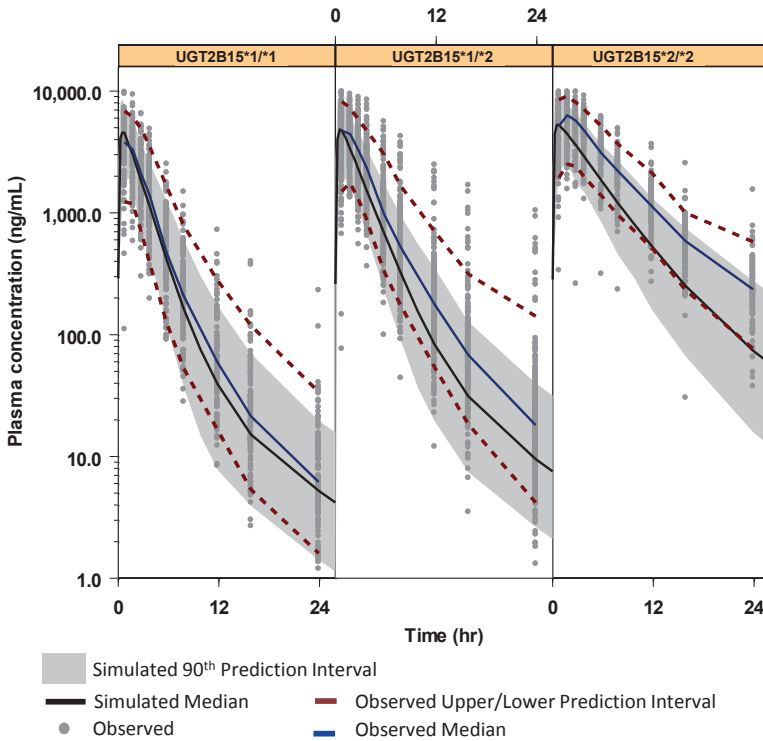 0 12 24
UGT2B15*1/*1 UGT2B15*1/*2 UGT2B15*2/*2
10,000.0
1,000.0
100.0
10.0
1.0
Plasma concentration (ng/mL)
0 12 24 0 12 24
Time (hr)
Simulated 90th Prediction Interval
Simulated Median Observed Upper/Lower Prediction Interval
Observed Observed Median